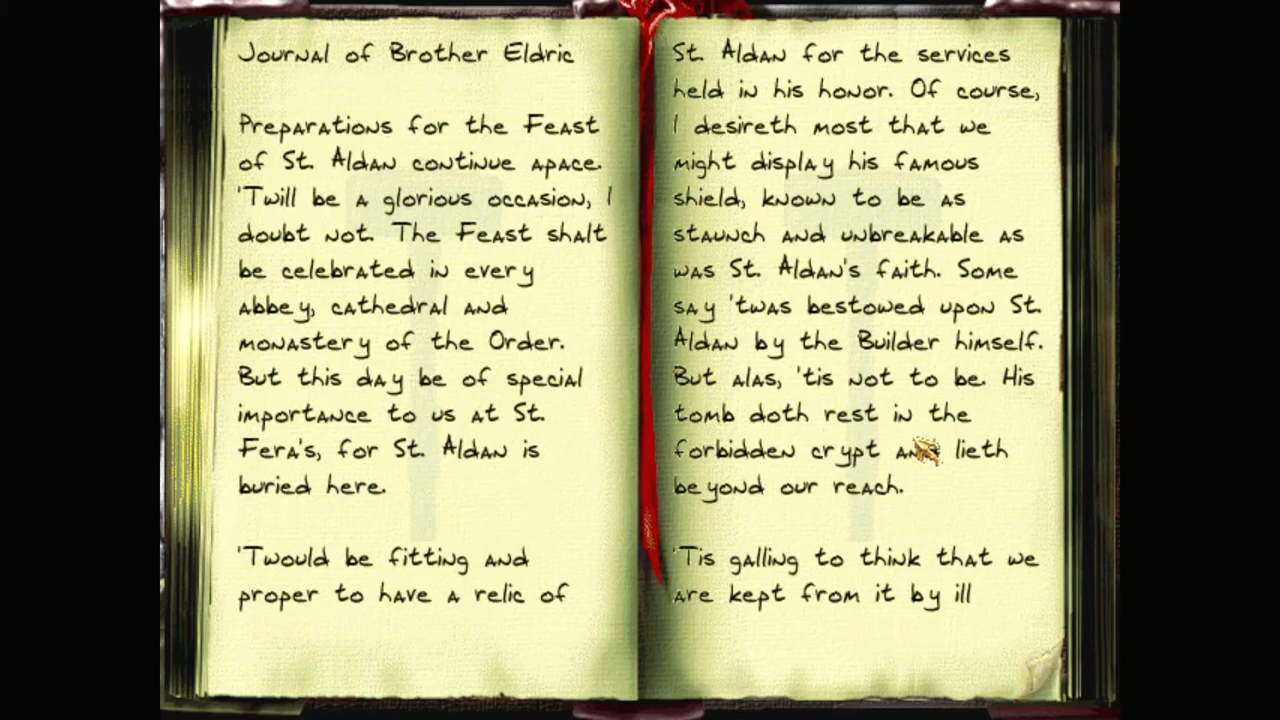 Journal of Brother Eldric
Preparations for the Feast
of St. Aldan continue apace.
'Twill be a glorious occasion, I
doubt not. The Feast shalt
be celebrated in every
abbey, cathedral and
monastery of the Order.
But this day be of special
importance to us at St.
Fera's, for St. Aldan is
buried here.
'Twould be fitting and
proper to have a relic of
St. Aldan for the services
held in his honor. Of course,
I desireth most that we
might display his famous
shield, known to be as
staunch and unbreakable as
was St. Aldan's faith. Some
say 'twas bestowed upon St.
Aldan by the Builder himself.
But alas, 'tis not to be. His
tomb doth rest in the
forbidden crypt and lieth
beyond our reach.
'Tis galling to think that we
are kept from it by ill